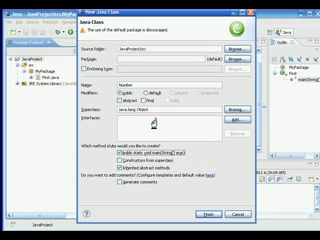 Java - JavaProject/src/MyPac
New Java Class
Java Class
The use of the default package is discouraged.
Source folder:
JavaProject/src
Browse...
Package:
(default)
Browse...
Enclosing type:
Browse...
Name:
Number
Modifiers:
public
default
private
protected
abstract
final
static
Superclass:
java.lang.Object
Browse...
Interfaces:
Add...
Remove
Which method stubs would you like to create?
public static void main(String[] args)
Constructors from superclass
Inherited abstract methods
Do you want to add comments? (Configure templates and default value here)
Generate comments
Finish
Cancel
File Edit
Package Explorer
JavaProject
src
MyPackage
First.java
JRE System Library
Java
Outline
MyPackage
First
main(String[]
JavaProject